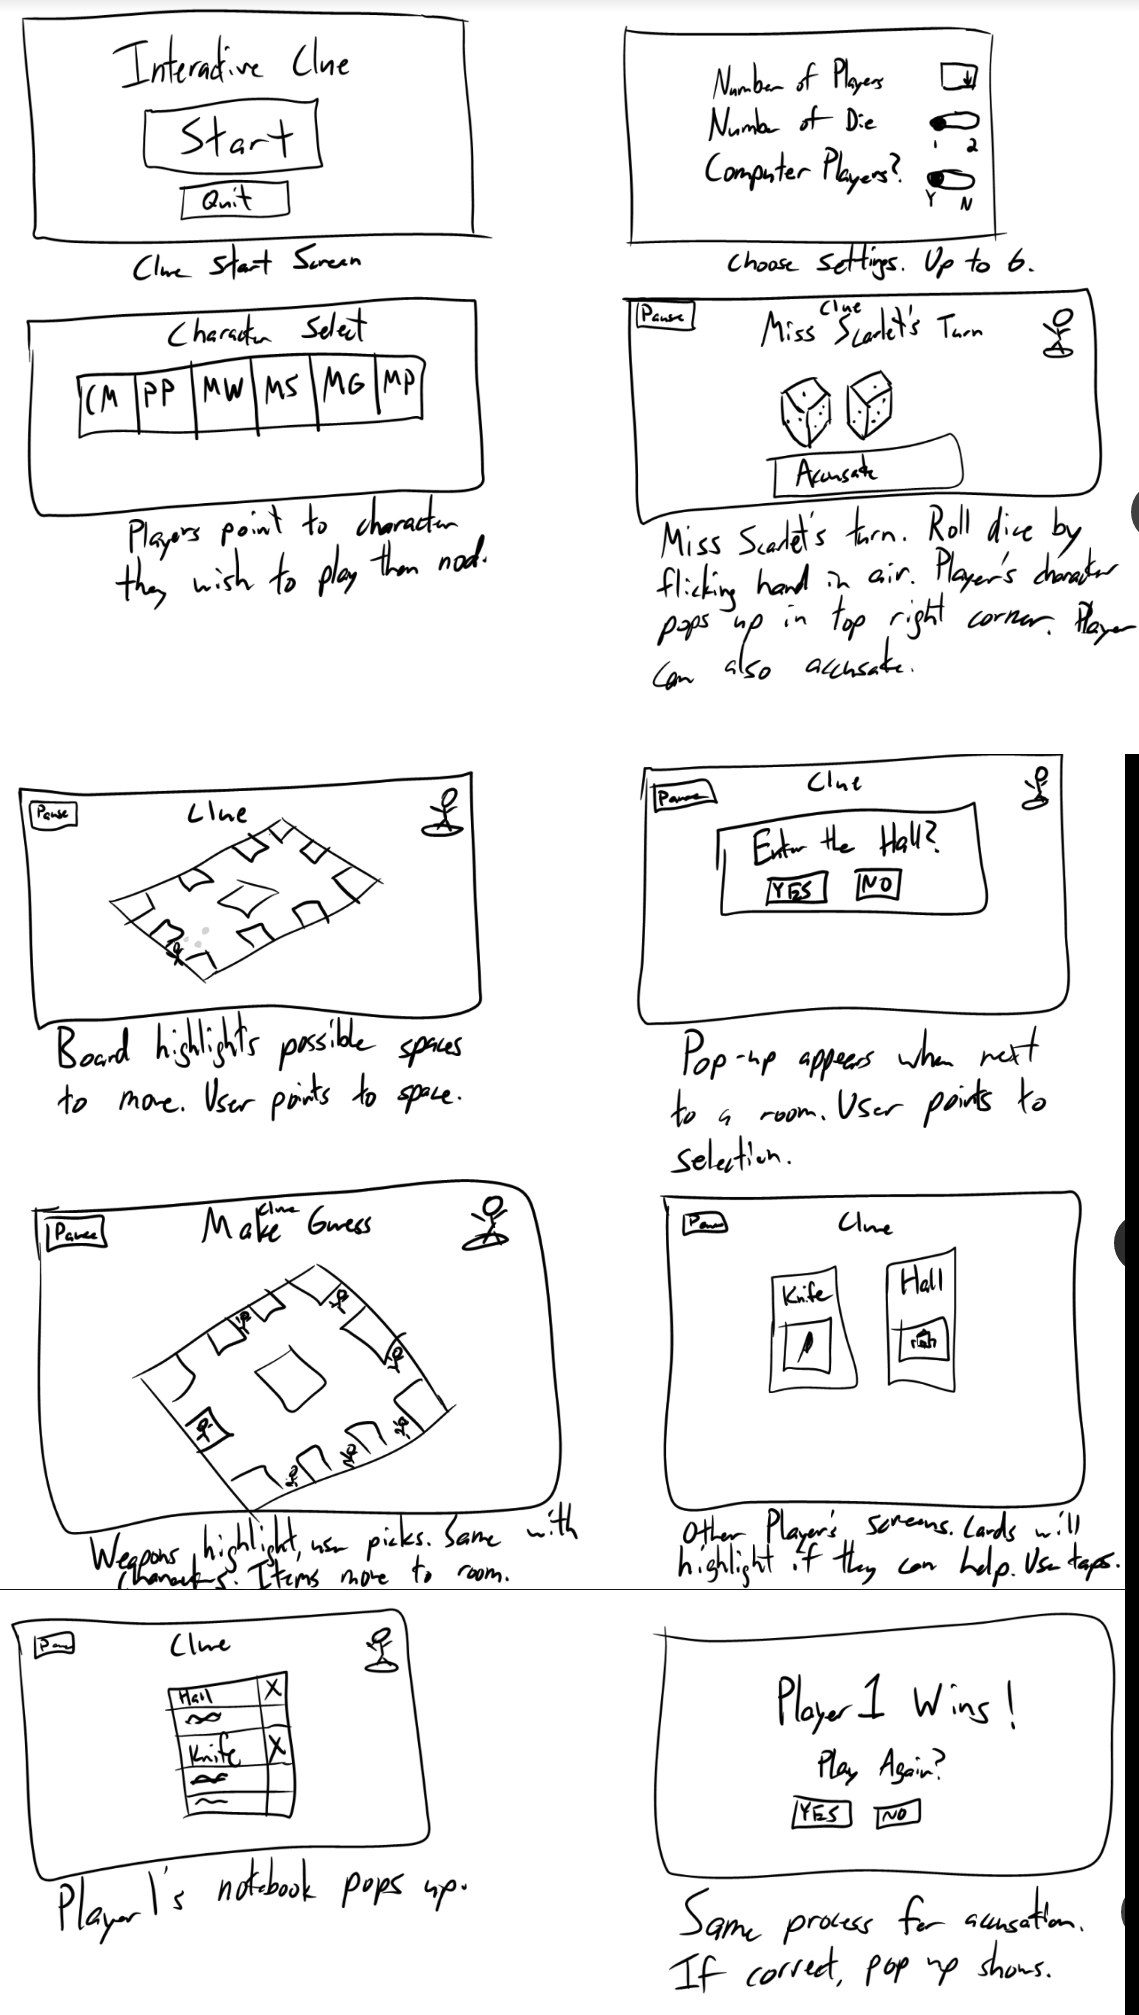 Interactive Clue
Start
Quit
Clue Start Screen
Number of Players
Number of Die
1 2
Computer Players?
Y N
Choose settings. Up to 6.
Character Select
CM PP MW MS MG MP
Players point to character
they wish to play then nod.
Pause
Clue
Miss Scarlet's Turn
Accusate
Miss Scarlet's turn. Roll dice by
flicking hand in air. Player's character
pops up in top right corner. Player
can also accusate.
Pause
Clue
Board highlights possible spaces
to move. User points to space.
Pause
Clue
Enter the Hall?
YES NO
Pop-up appears when next
to a room. User points to
selection.
Pause
Clue
Make Guess
Weapons highlight, user picks. Same with
characters. Items move to room.
Pause
Clue
Knife
Hall
Other Player's screens. Cards will
highlight if they can help. User taps.
Pause
Clue
Hall X
Knife X
Player 1's notebook pops up.
Player 1 Wins!
Play Again?
YES NO
Same process for accusation.
If correct, pop up shows.